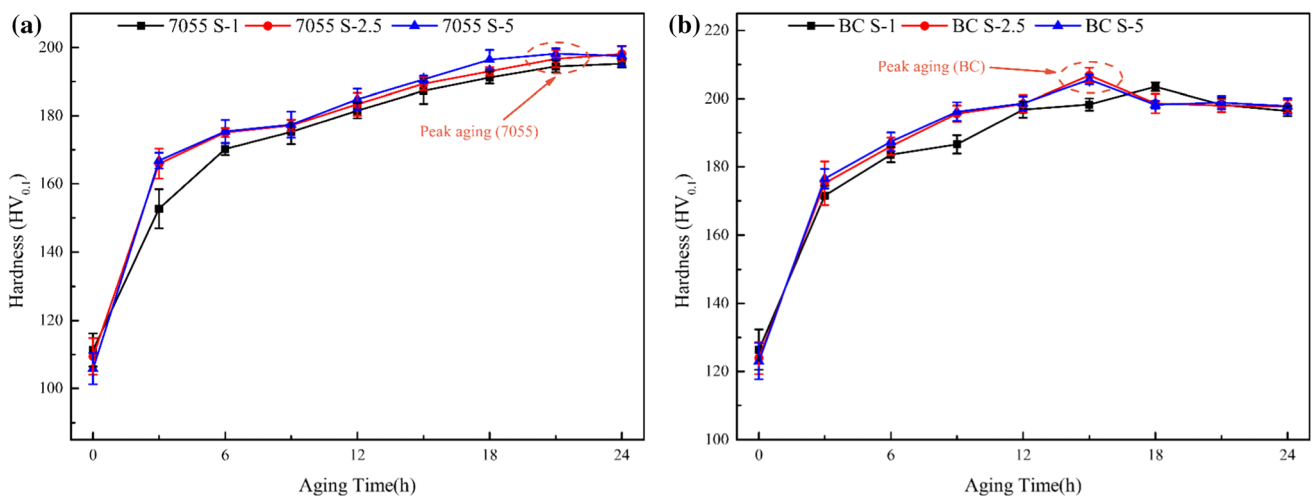 (a)
7055 S-1 7055 S-2.5 7055 S-5
200
180
160
140
120
100
Hardness (HV0.1)
Peak aging (7055)
0 6 12 18 24
Aging Time(h)
(b)
BC S-1 BC S-2.5 BC S-5
220
200
180
160
140
120
100
Hardness (HV0.1)
Peak aging (BC)
0 6 12 18 24
Aging Time(h)